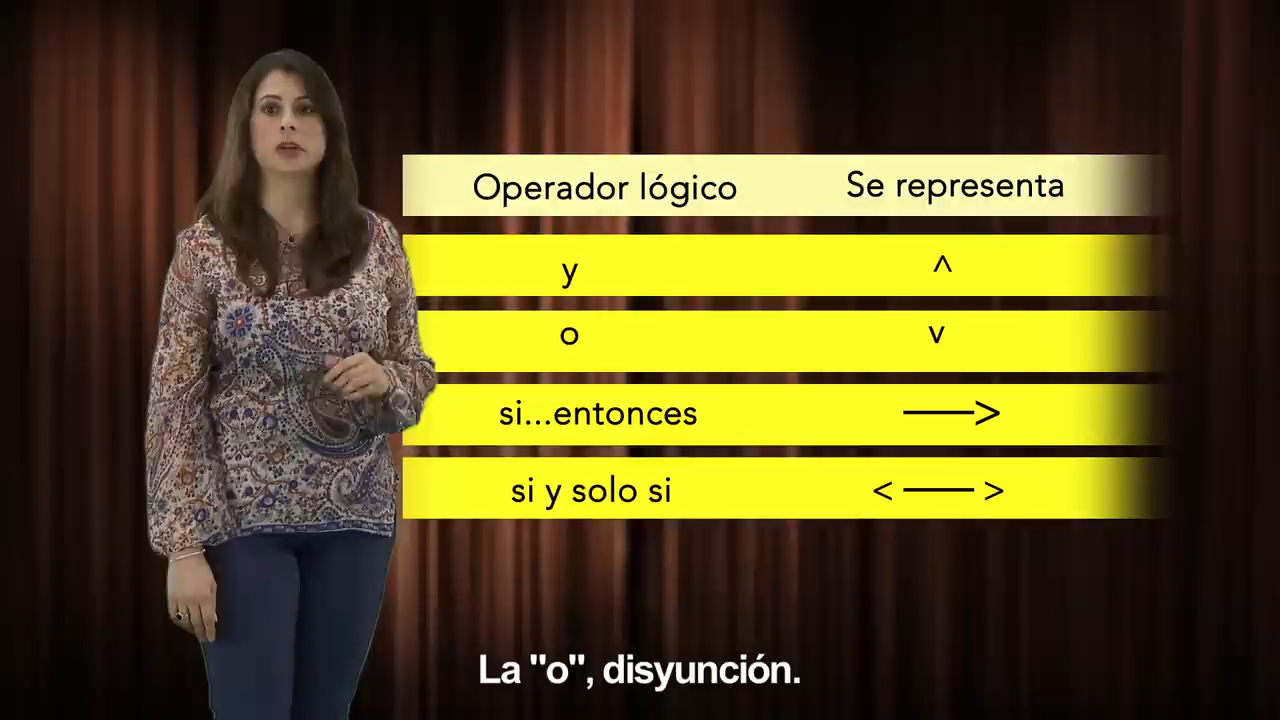 Operador lógico Se representa
y ^
o v
si...entonces ——>
si y solo si < —— >
La "o", disyunción.